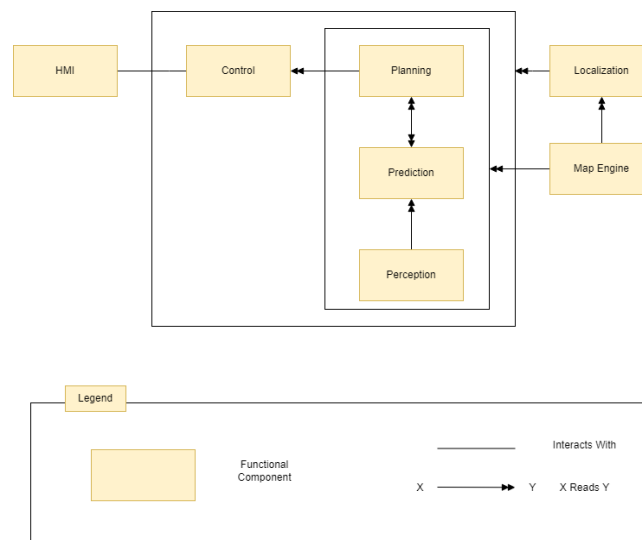 HMI
Control
Planning
Localization
Prediction
Map Engine
Perception
Legend
Functional
Component
Interacts With
X
Y
X Reads Y